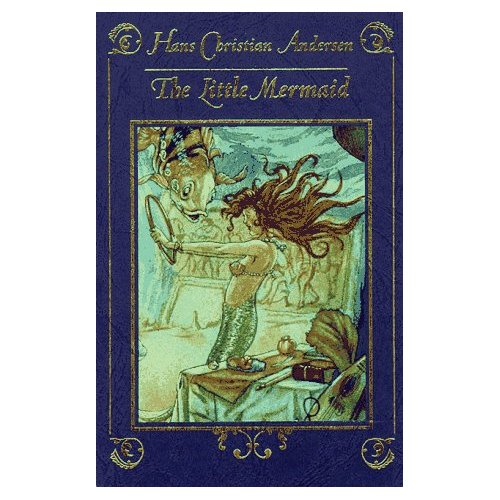 Hans Christian Andersen
The Little Mermaid